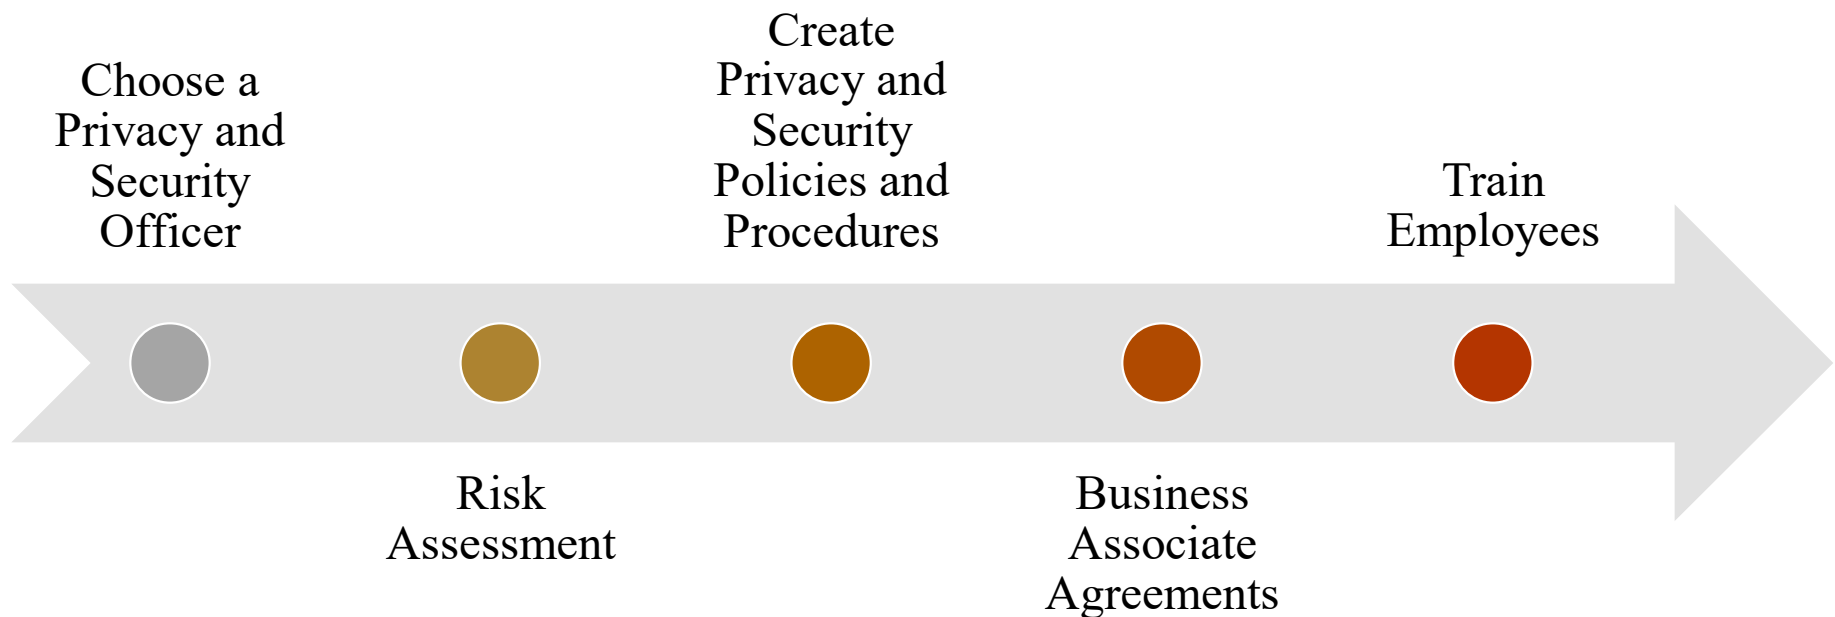 Choose a
Privacy and
Security
Officer
Risk
Assessment
Create
Privacy and
Security
Policies and
Procedures
Business
Associate
Agreements
Train
Employees